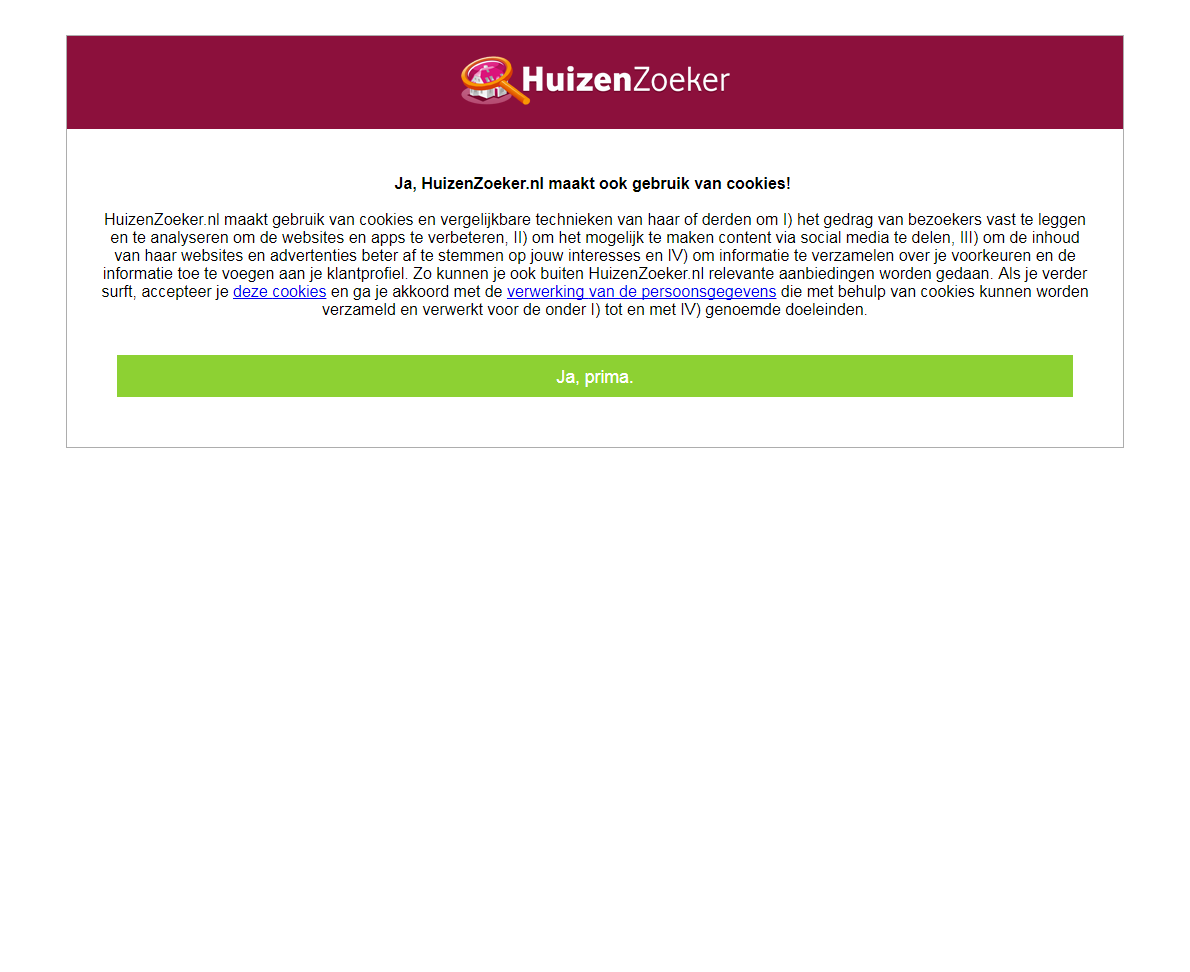 HuizenZoeker
Ja, HuizenZoeker.nl maakt ook gebruik van cookies!
HuizenZoeker.nl maakt gebruik van cookies en vergelijkbare technieken van haar of derden om I) het gedrag van bezoekers vast te leggen
en te analyseren om de websites en apps te verbeteren, II) om het mogelijk te maken content via social media te delen, III) om de inhoud
van haar websites en advertenties beter af te stemmen op jouw interesses en IV) om informatie te verzamelen over je voorkeuren en de
informatie toe te voegen aan je klantprofiel. Zo kunnen je ook buiten HuizenZoeker.nl relevante aanbiedingen worden gedaan. Als je verder
surft, accepteer je deze cookies en ga je akkoord met de verwerking van de persoonsgegevens die met behulp van cookies kunnen worden
verzameld en verwerkt voor de onder I) tot en met IV) genoemde doeleinden.
Ja, prima.